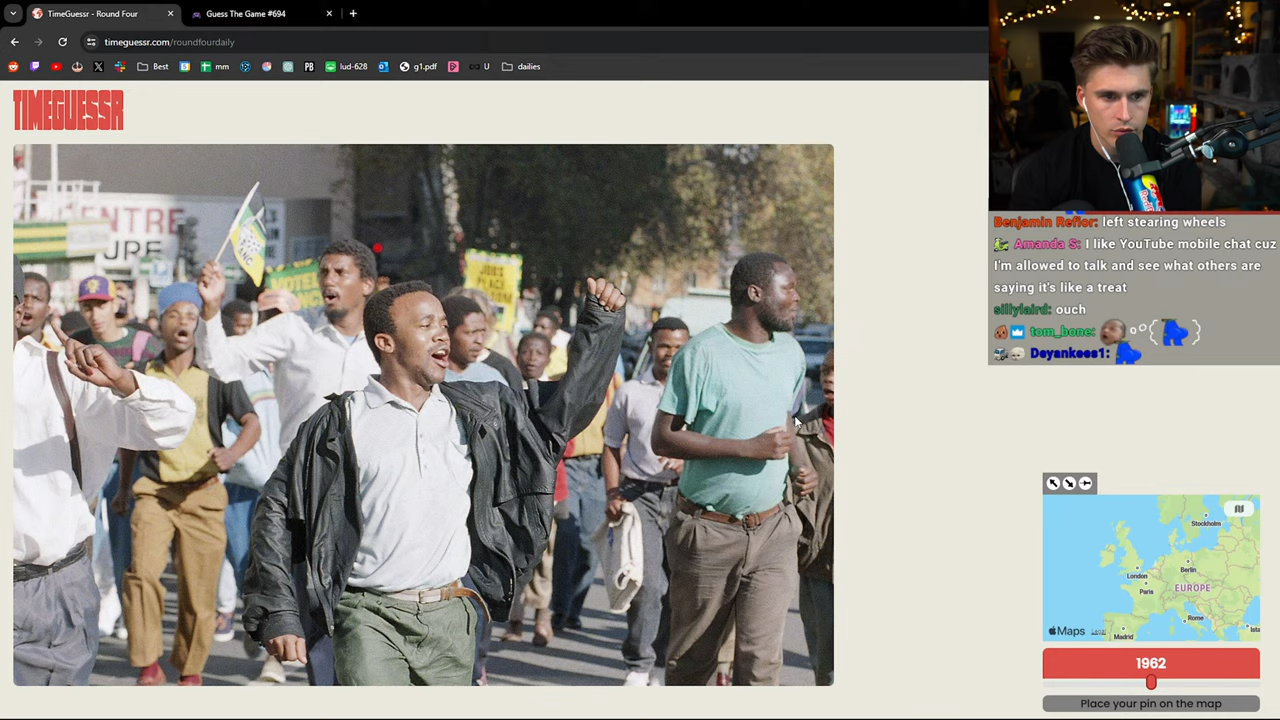 TimeGuessr - Round Four
Guess The Game #694
timeguessr.com/roundfourdaily
Best
mm
PB
lud-628
g1.pdf
U
dailies
TIMEGUESSR
ENTRE
URE
ANC
JOBS
Benjamin Refior: left stearing wheels
Amanda S: I like YouTube mobile chat cuz
I'm allowed to talk and see what others are
saying it's like a treat
sillylaird: ouch
tom_bone:
Deyankees1:
Stockholm
London
Berlin
Paris
EUROPE
Rome
Madrid
Maps
1962
Place your pin on the map